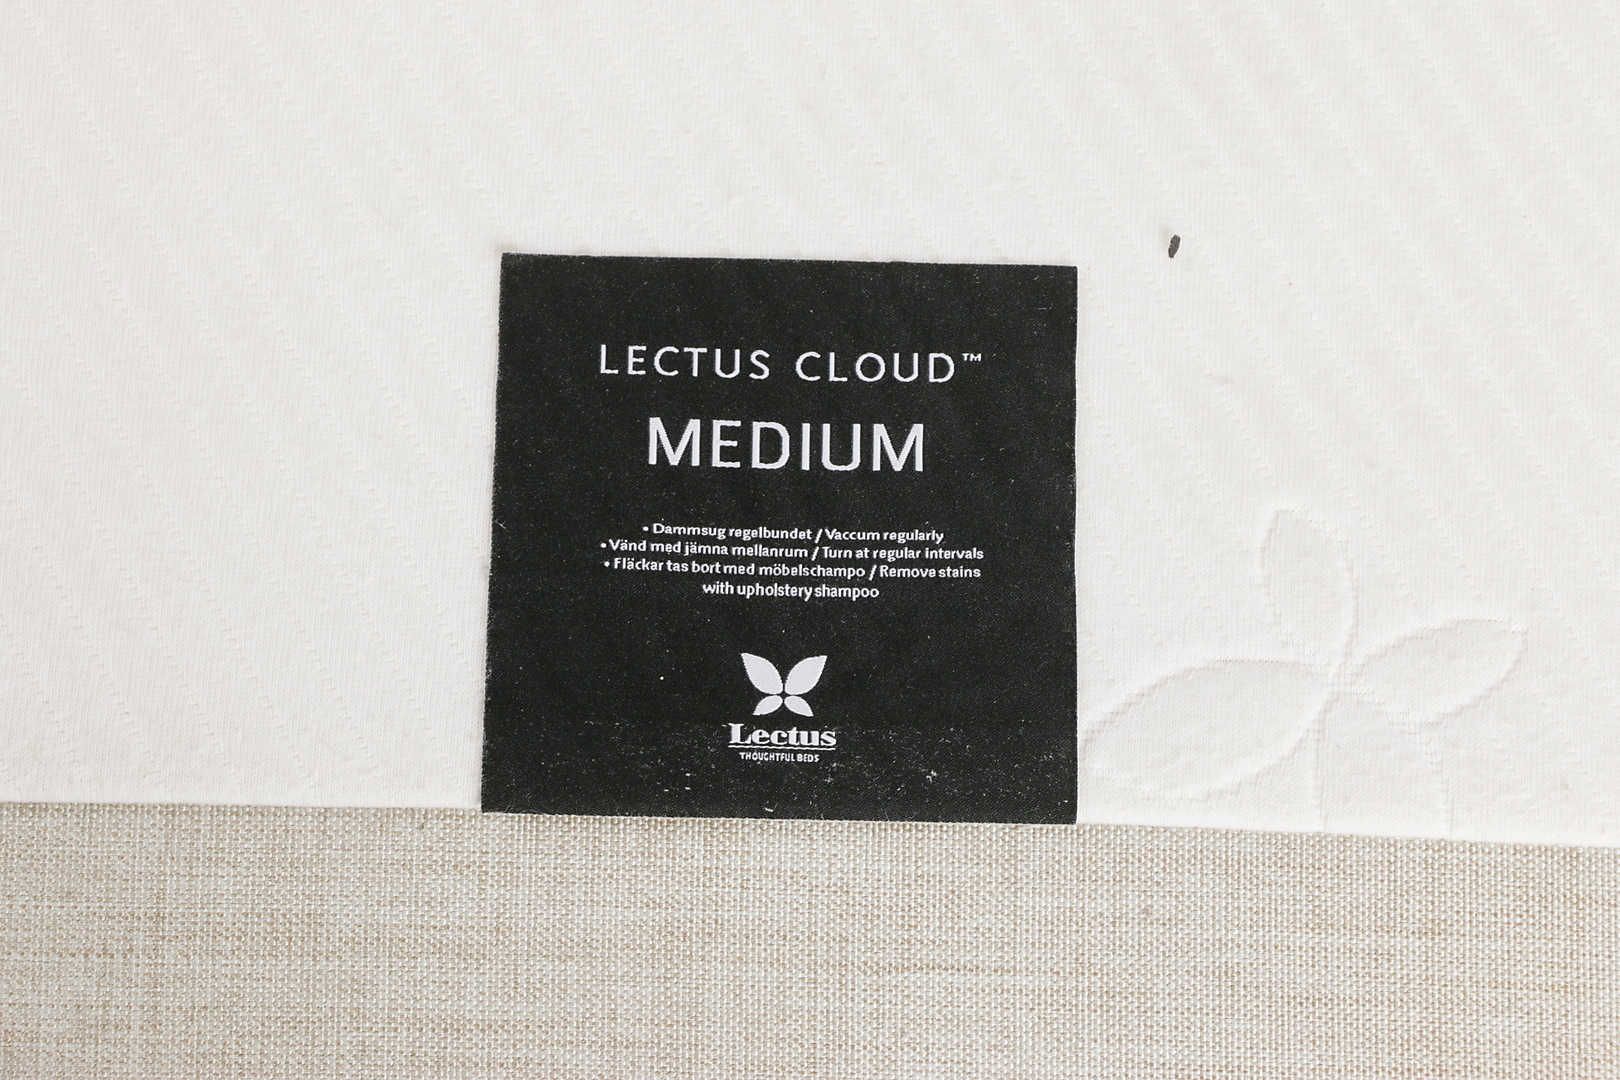 LECTUS CLOUD™
MEDIUM
• Dammsug regelbundet / Vaccum regularly
• Vänd med jämna mellanrum / Turn at regular intervals
• Fläckar tas bort med möbelschampo / Remove stains
with upholstery shampoo
Lectus
THOUGHTFUL BEDS